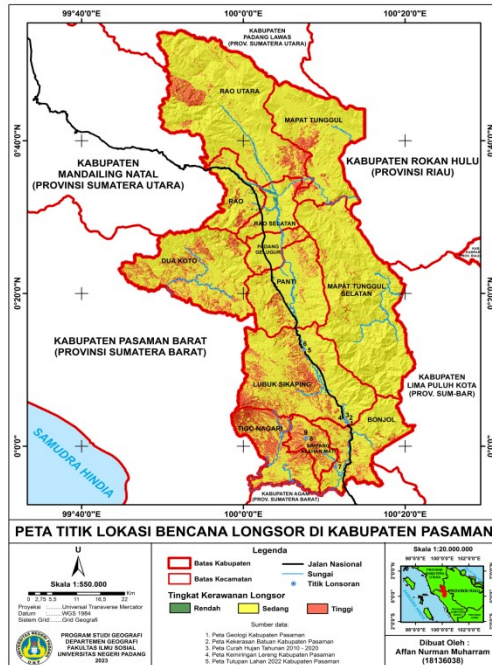 99°40'0"E
100°0'0"E
100°20'0"E
KABUPATEN
PADANG LAWAS
(PROV. SUMATERA UTARA)
RAO UTARA
MAPAT TUNGGUL
0°40'0"N
0°40'0"N
KABUPATEN
MANDAILING NATAL
(PROVINSI SUMATERA UTARA)
KABUPATEN ROKAN HULU
(PROVINSI RIAU)
RAO
RAO SELATAN
PADANG
GELUGUR
DUA KOTO
PANTI
MAPAT TUNGGUL
SELATAN
0°20'0"N
0°20'0"N
KABUPATEN PASAMAN BARAT
(PROVINSI SUMATERA BARAT)
6
5
KABUPATEN
LIMA PULUH KOTA
(PROV. SUM-BAR)
LUBUK SIKAPING
4
3
2
BONJOL
TIGO NAGARI
9
8
7
SAMUDRA HINDIA
0°0'0"
0°0'0"
KABUPATEN AGAM
(PROV. SUMATERA BARAT)
99°40'0"E
100°0'0"E
100°20'0"E
PETA TITIK LOKASI BENCANA LONGSOR DI KABUPATEN PASAMAN
U
Skala 1:550.000
0 2,75 5,5 11 16,5 22
Km
Proyeksi ......: Universal Transverse Mercator
Datum ......: WGS 1984
Sistem Grid......: Grid Geografi
PROGRAM STUDI GEOGRAFI
DEPARTEMEN GEOGRAFI
FAKULTAS ILMU SOSIAL
UNIVERSITAS NEGERI PADANG
2023
Legenda
Batas Kabupaten
Batas Kecamatan
Jalan Nasional
Sungai
Titik Lonsoran
Tingkat Kerawanan Longsor
Rendah
Sedang
Tinggi
Sumber data:
1. Peta Geologi Kabupaten Pasaman
2. Peta Kekerasan Batuan Kabupaten Pasaman
3. Peta Curah Hujan Tahunan 2010 - 2020
4. Peta Kemiringan Lereng Kabupaten Pasaman
5. Peta Tutupan Lahan 2022 Kabupaten Pasaman
Skala 1:20.000.000
Dibuat Oleh :
Affan Nurman Muharram
(18136038)